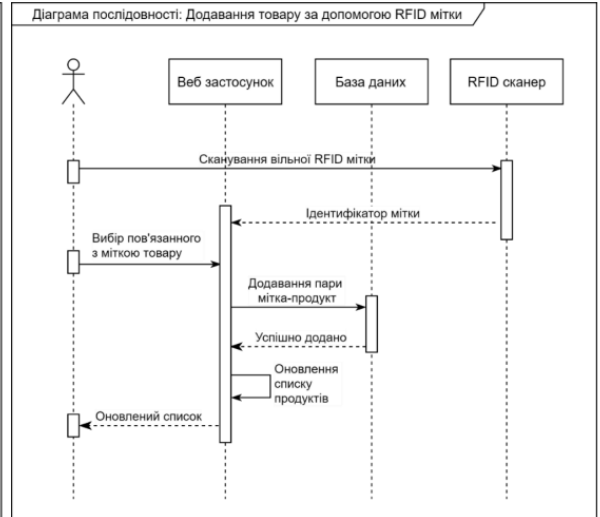 Діаграма послідовності: Додавання товару за допомогою RFID мітки
Веб застосунок
База даних
RFID сканер
Сканування вільної RFID мітки
Ідентифікатор мітки
Вибір пов'язанного
з міткою товару
Додавання пари
мітка-продукт
Успішно додано
Оновлення
списку
продуктів
Оновлений список